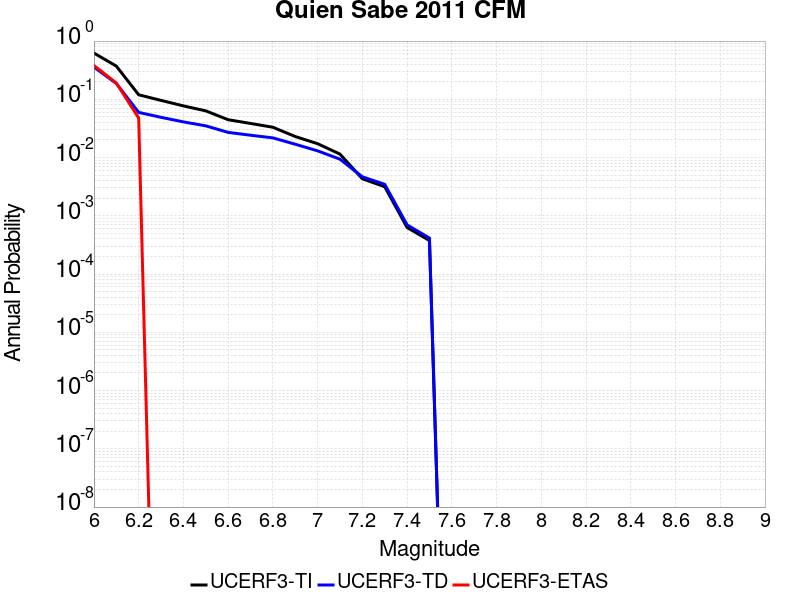 Quien Sabe 2011 CFM
Annual Probability
10^0
10^-1
10^-2
10^-3
10^-4
10^-5
10^-6
10^-7
10^-8
6 6.2 6.4 6.6 6.8 7 7.2 7.4 7.6 7.8 8 8.2 8.4 8.6 8.8 9
Magnitude
UCERF3-TI UCERF3-TD UCERF3-ETAS